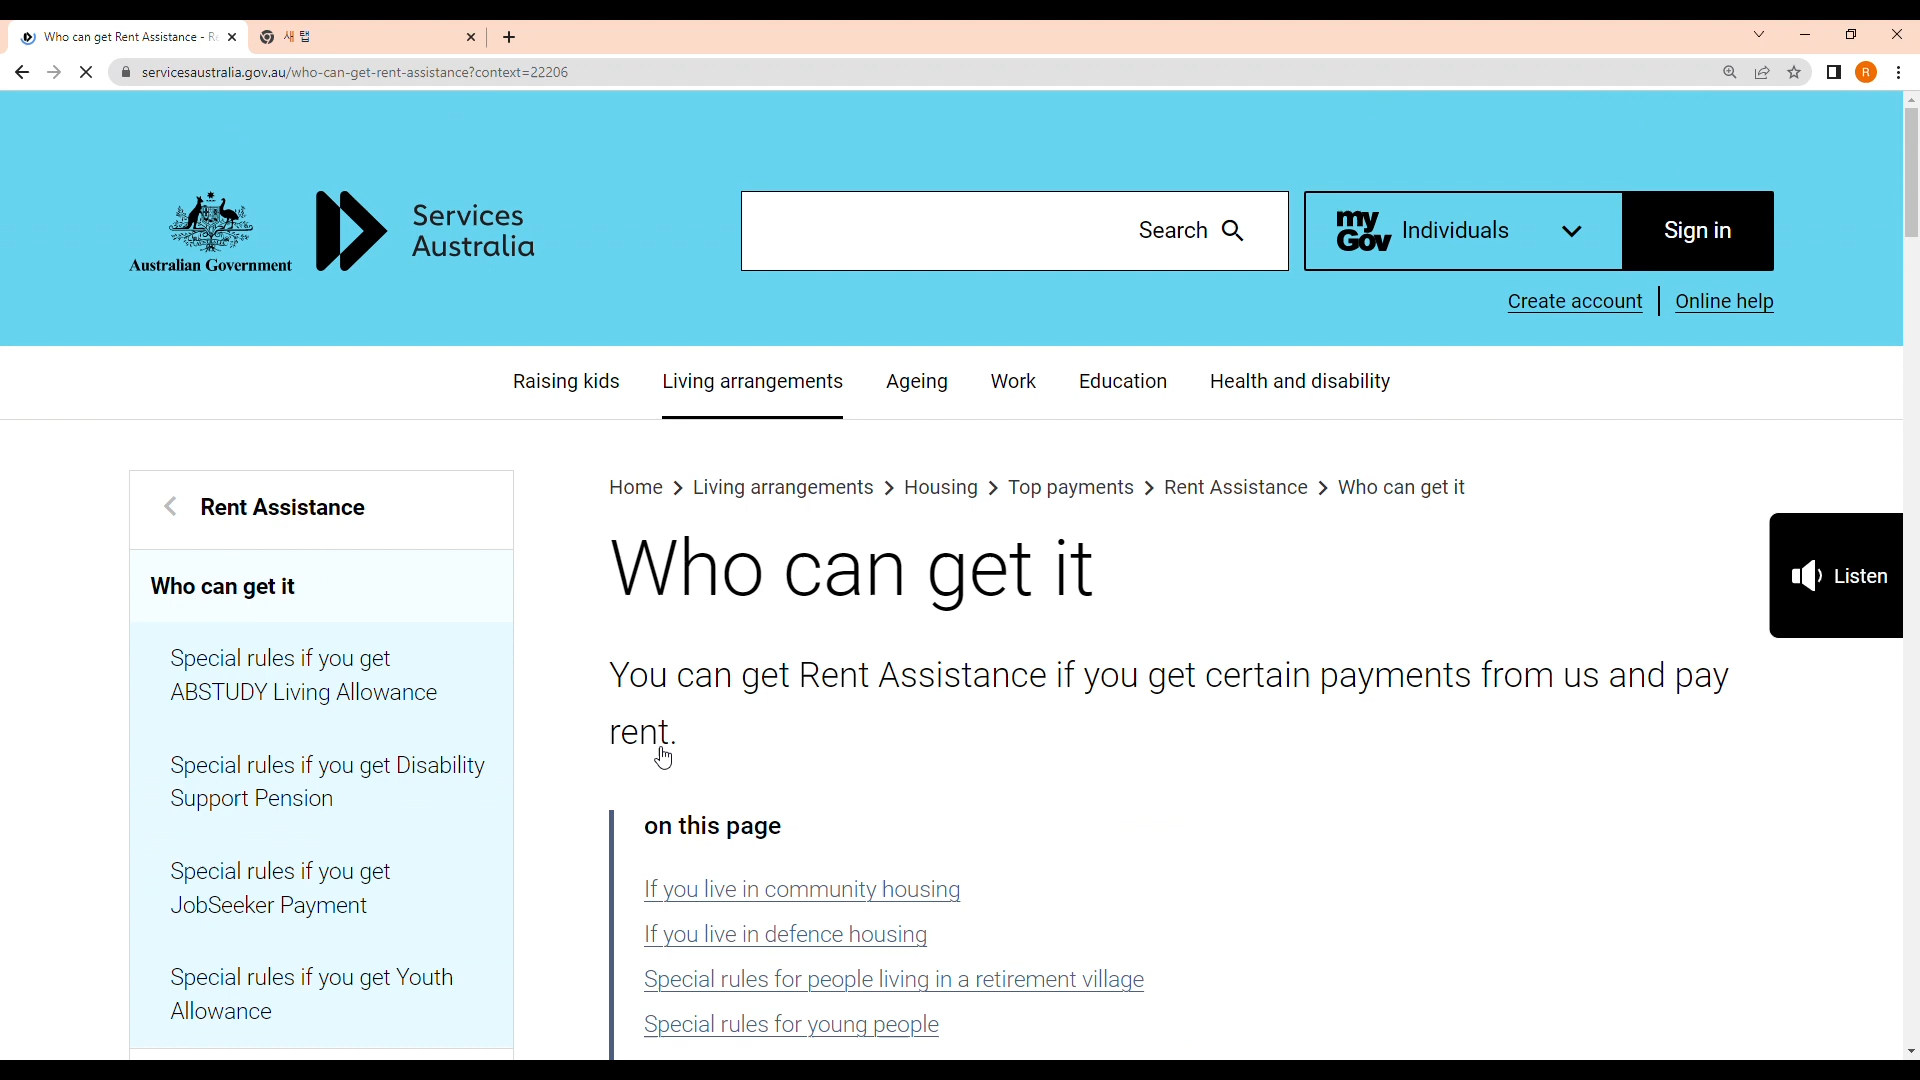 Who can get Rent Assistance - Re
새 탭
servicesaustralia.gov.au/who-can-get-rent-assistance?context=22206
R
Australian Government
Services
Australia
Search
my
Gov
Individuals
Sign in
Create account
Online help
Raising kids
Living arrangements
Ageing
Work
Education
Health and disability
Home > Living arrangements > Housing > Top payments > Rent Assistance > Who can get it
Rent Assistance
Who can get it
Special rules if you get
ABSTUDY Living Allowance
Special rules if you get Disability
Support Pension
Special rules if you get
JobSeeker Payment
Special rules if you get Youth
Allowance
Who can get it
Listen
You can get Rent Assistance if you get certain payments from us and pay
rent.
on this page
If you live in community housing
If you live in defence housing
Special rules for people living in a retirement village
Special rules for young people